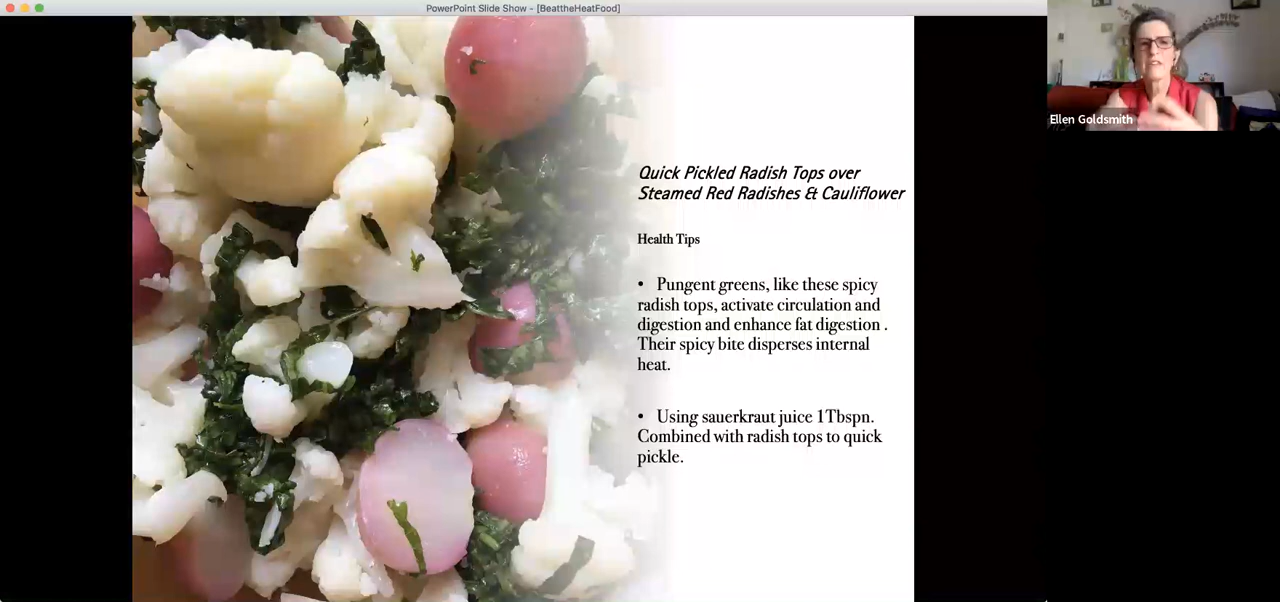 PowerPoint Slide Show - [BeattheHeatFood]
Ellen Goldsmith
Quick Pickled Radish Tops over
Steamed Red Radishes & Cauliflower
Health Tips
• Pungent greens, like these spicy
radish tops, activate circulation and
digestion and enhance fat digestion .
Their spicy bite disperses internal
heat.
• Using sauerkraut juice 1Tbspn.
Combined with radish tops to quick
pickle.